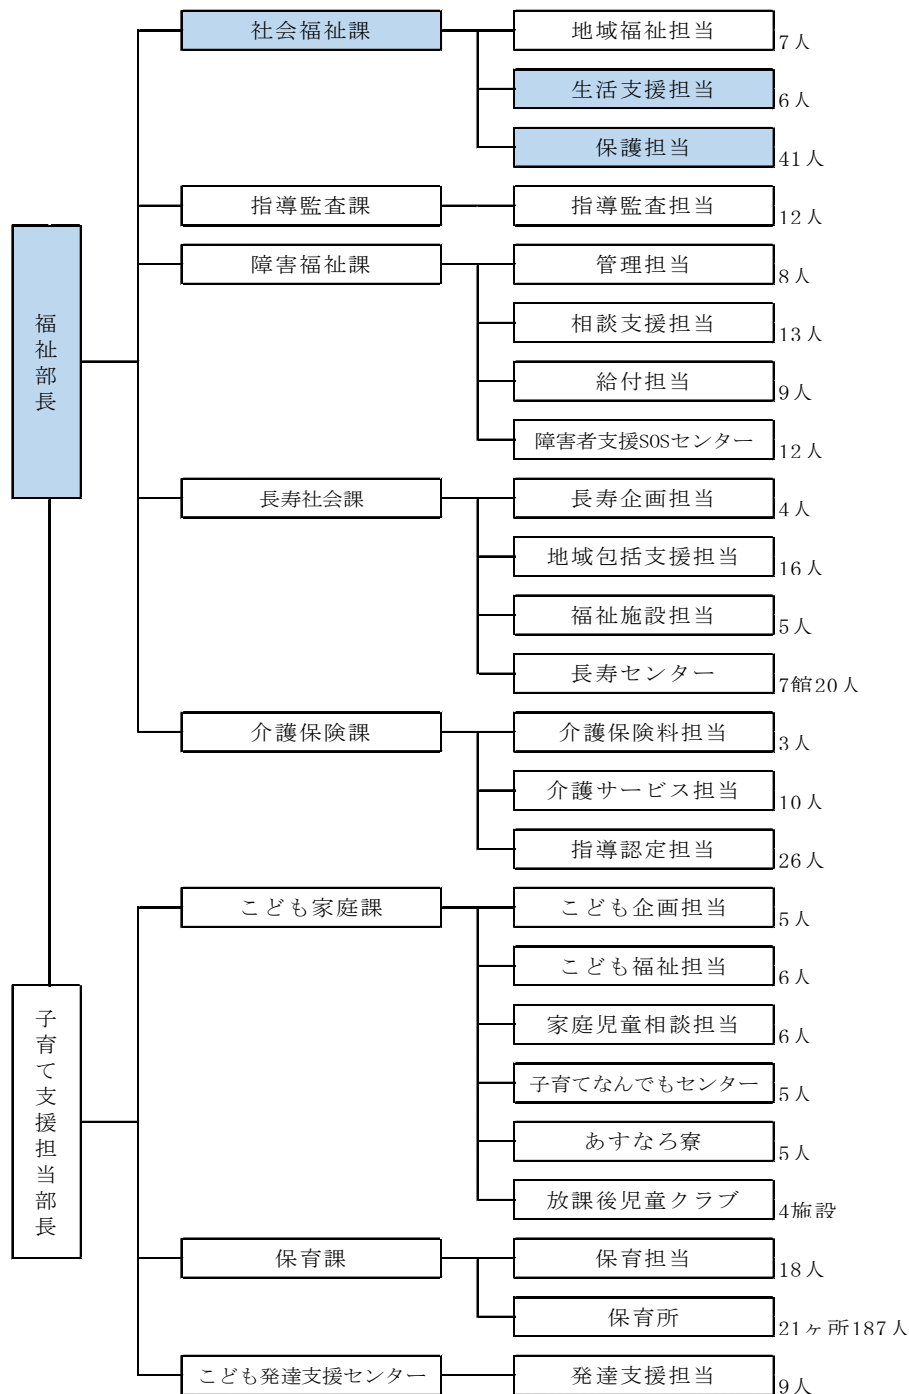 社会福祉課
地域福祉担当
7人
生活支援担当
6人
保護担当
41人
指導監査課
指導監査担当
12人
福祉部長
障害福祉課
管理担当
8人
相談支援担当
13人
給付担当
9人
障害者支援SOSセンター
12人
長寿社会課
長寿企画担当
4人
地域包括支援担当
16人
福祉施設担当
5人
長寿センター
7館20人
介護保険課
介護保険料担当
3人
介護サービス担当
10人
指導認定担当
26人
こども家庭課
こども企画担当
5人
こども福祉担当
6人
子育て支援担当部長
家庭児童相談担当
6人
子育てなんでもセンター
5人
あすなろ寮
5人
放課後児童クラブ
4施設
保育課
保育担当
18人
保育所
21ヶ所187人
こども発達支援センター
発達支援担当
9人